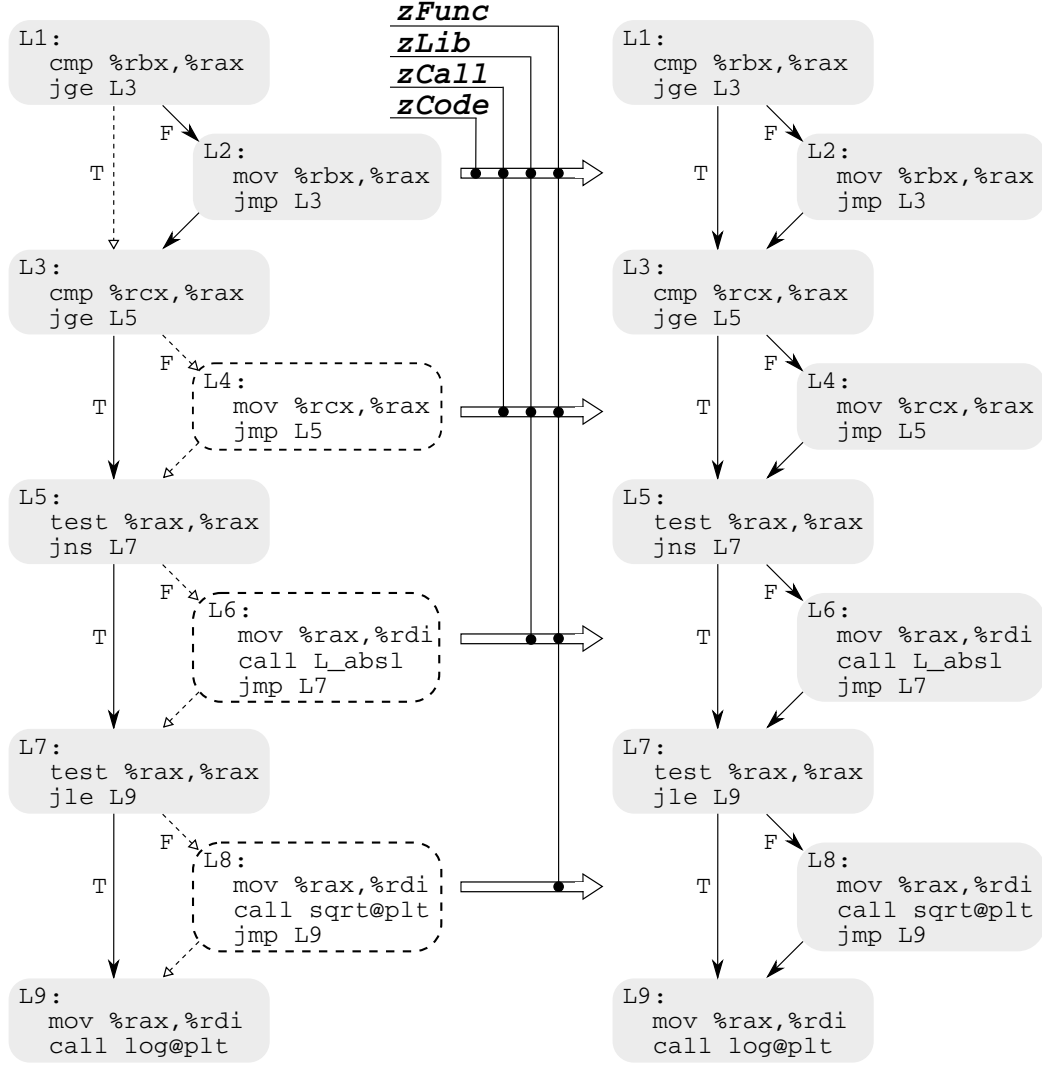 zFunc
zLib
zCall
zCode
L1:
cmp %rbx,%rax
jge L3
F
T
L2:
mov %rbx,%rax
jmp L3
L3:
cmp %rcx,%rax
jge L5
F
T
L4:
mov %rcx,%rax
jmp L5
L5:
test %rax,%rax
jns L7
F
T
L6:
mov %rax,%rdi
call L_absl
jmp L7
L7:
test %rax,%rax
jle L9
F
T
L8:
mov %rax,%rdi
call sqrt@plt
jmp L9
L9:
mov %rax,%rdi
call log@plt
L1:
cmp %rbx,%rax
jge L3
F
T
L2:
mov %rbx,%rax
jmp L3
L3:
cmp %rcx,%rax
jge L5
F
T
L4:
mov %rcx,%rax
jmp L5
L5:
test %rax,%rax
jns L7
F
T
L6:
mov %rax,%rdi
call L_absl
jmp L7
L7:
test %rax,%rax
jle L9
F
T
L8:
mov %rax,%rdi
call sqrt@plt
jmp L9
L9:
mov %rax,%rdi
call log@plt